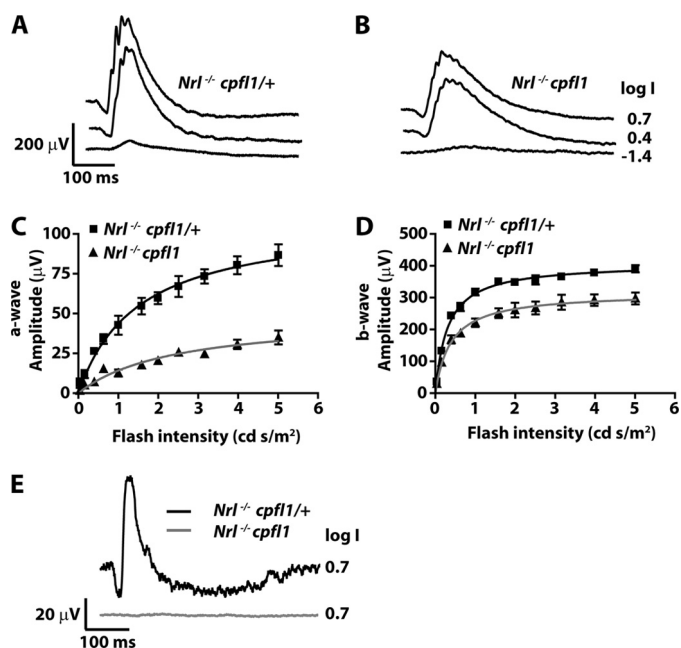 A
Nrl -/- cpfl1/+
200 µV
100 ms
B
Nrl -/- cpfl1
log I
0.7
0.4
-1.4
C
Nrl -/- cpfl1/+
Nrl -/- cpfl1
a-wave
Amplitude (µV)
100
75
50
25
0
0 1 2 3 4 5 6
Flash intensity (cd s/m²)
D
Nrl -/- cpfl1/+
Nrl -/- cpfl1
b-wave
Amplitude (µV)
500
400
300
200
100
0
0 1 2 3 4 5 6
Flash intensity (cd s/m²)
E
Nrl -/- cpfl1/+
Nrl -/- cpfl1
log I
0.7
0.7
20 µV
100 ms